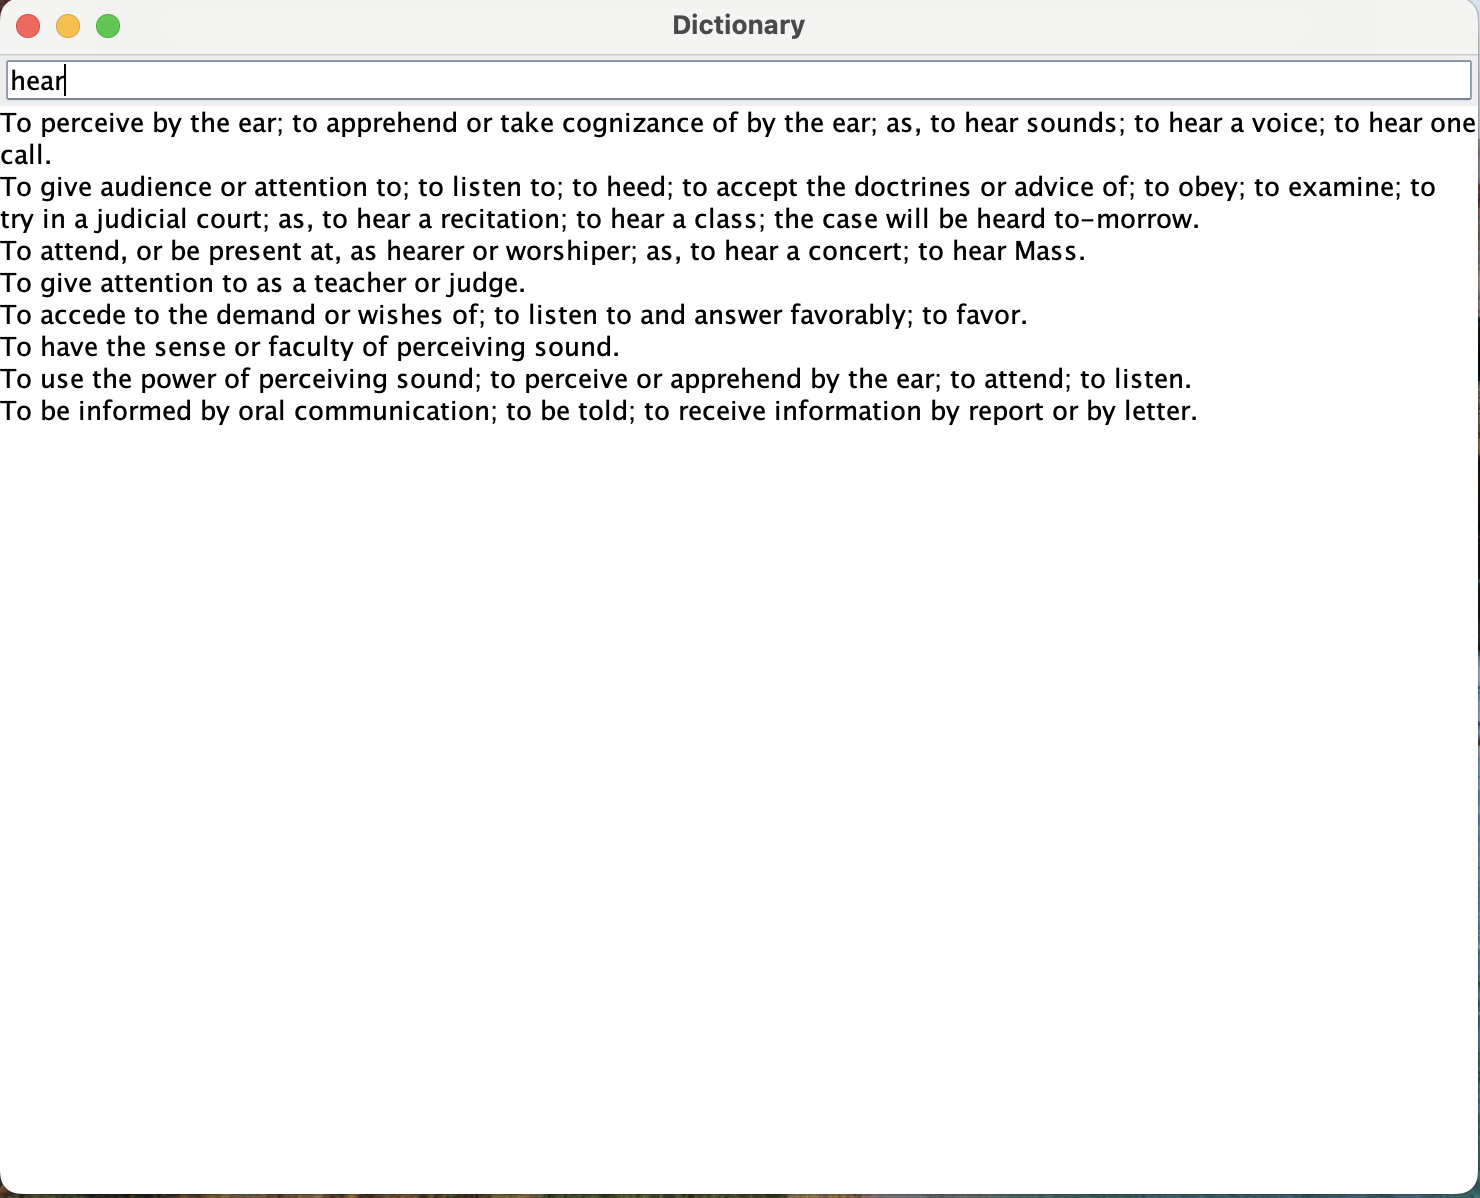 Dictionary
hear
To perceive by the ear; to apprehend or take cognizance of by the ear; as, to hear sounds; to hear a voice; to hear one
call.
To give audience or attention to; to listen to; to heed; to accept the doctrines or advice of; to obey; to examine; to
try in a judicial court; as, to hear a recitation; to hear a class; the case will be heard to-morrow.
To attend, or be present at, as hearer or worshiper; as, to hear a concert; to hear Mass.
To give attention to as a teacher or judge.
To accede to the demand or wishes of; to listen to and answer favorably; to favor.
To have the sense or faculty of perceiving sound.
To use the power of perceiving sound; to perceive or apprehend by the ear; to attend; to listen.
To be informed by oral communication; to be told; to receive information by report or by letter.